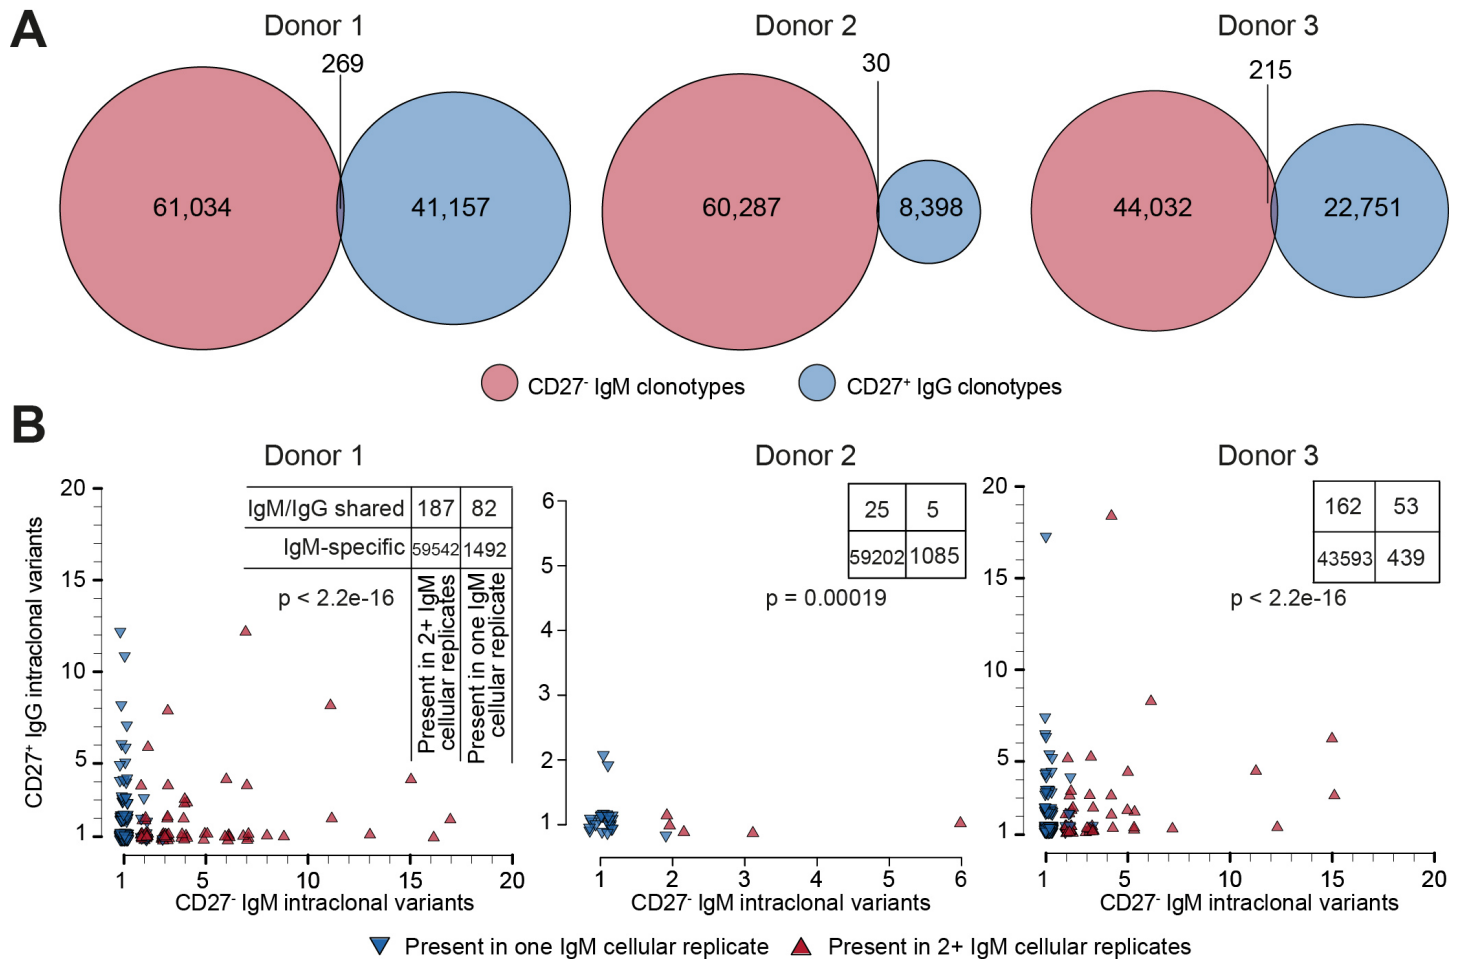 A
Donor 1
Donor 2
Donor 3
269
30
215
61,034
41,157
60,287
8,398
44,032
22,751
CD27- IgM clonotypes
CD27+ IgG clonotypes
B
Donor 1
Donor 2
Donor 3
CD27+ IgG intraclonal variants
20
15
10
5
1
IgM/IgG shared
187
82
IgM-specific
59542
1492
p < 2.2e-16
Present in 2+ IgM
cellular replicates
Present in one IgM
cellular replicate
1
5
10
15
20
CD27- IgM intraclonal variants
6
5
4
3
2
1
25
5
59202
1085
p = 0.00019
1
2
3
4
5
6
CD27- IgM intraclonal variants
20
15
10
5
1
162
53
43593
439
p < 2.2e-16
1
5
10
15
20
CD27- IgM intraclonal variants
Present in one IgM cellular replicate
Present in 2+ IgM cellular replicates